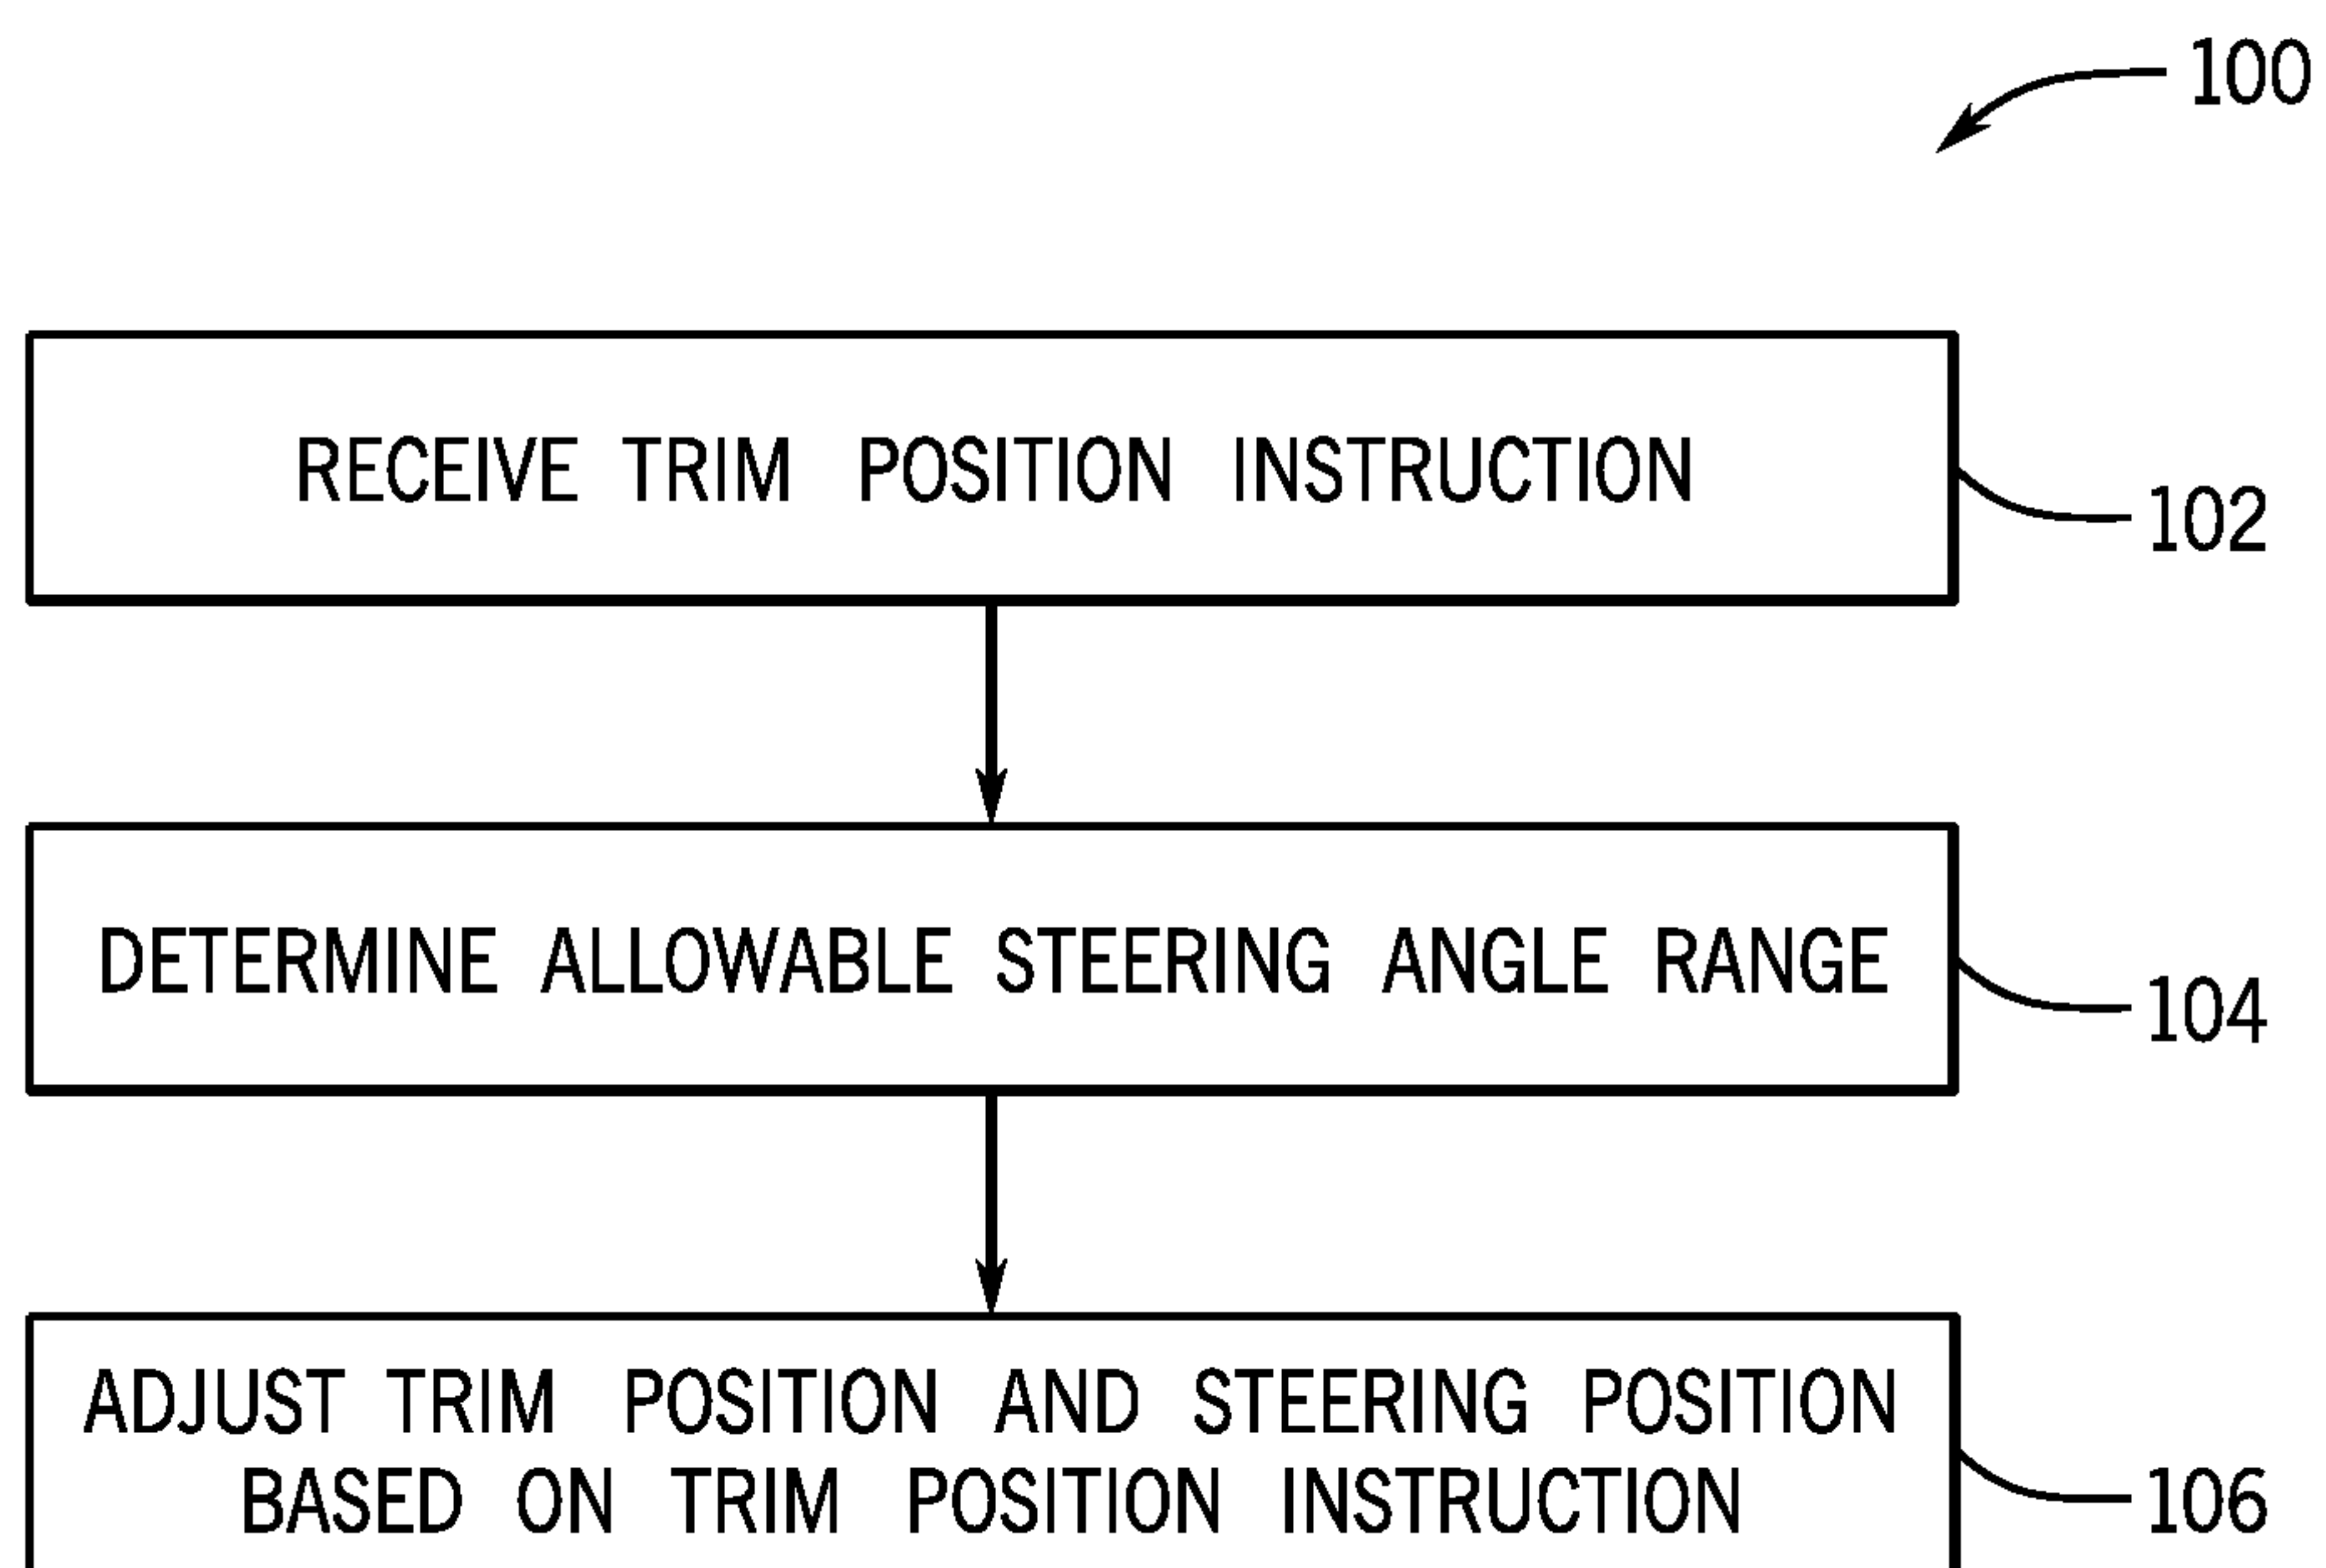 100
RECEIVE TRIM POSITION INSTRUCTION
102
DETERMINE ALLOWABLE STEERING ANGLE RANGE
104
ADJUST TRIM POSITION AND STEERING POSITION
BASED ON TRIM POSITION INSTRUCTION
106